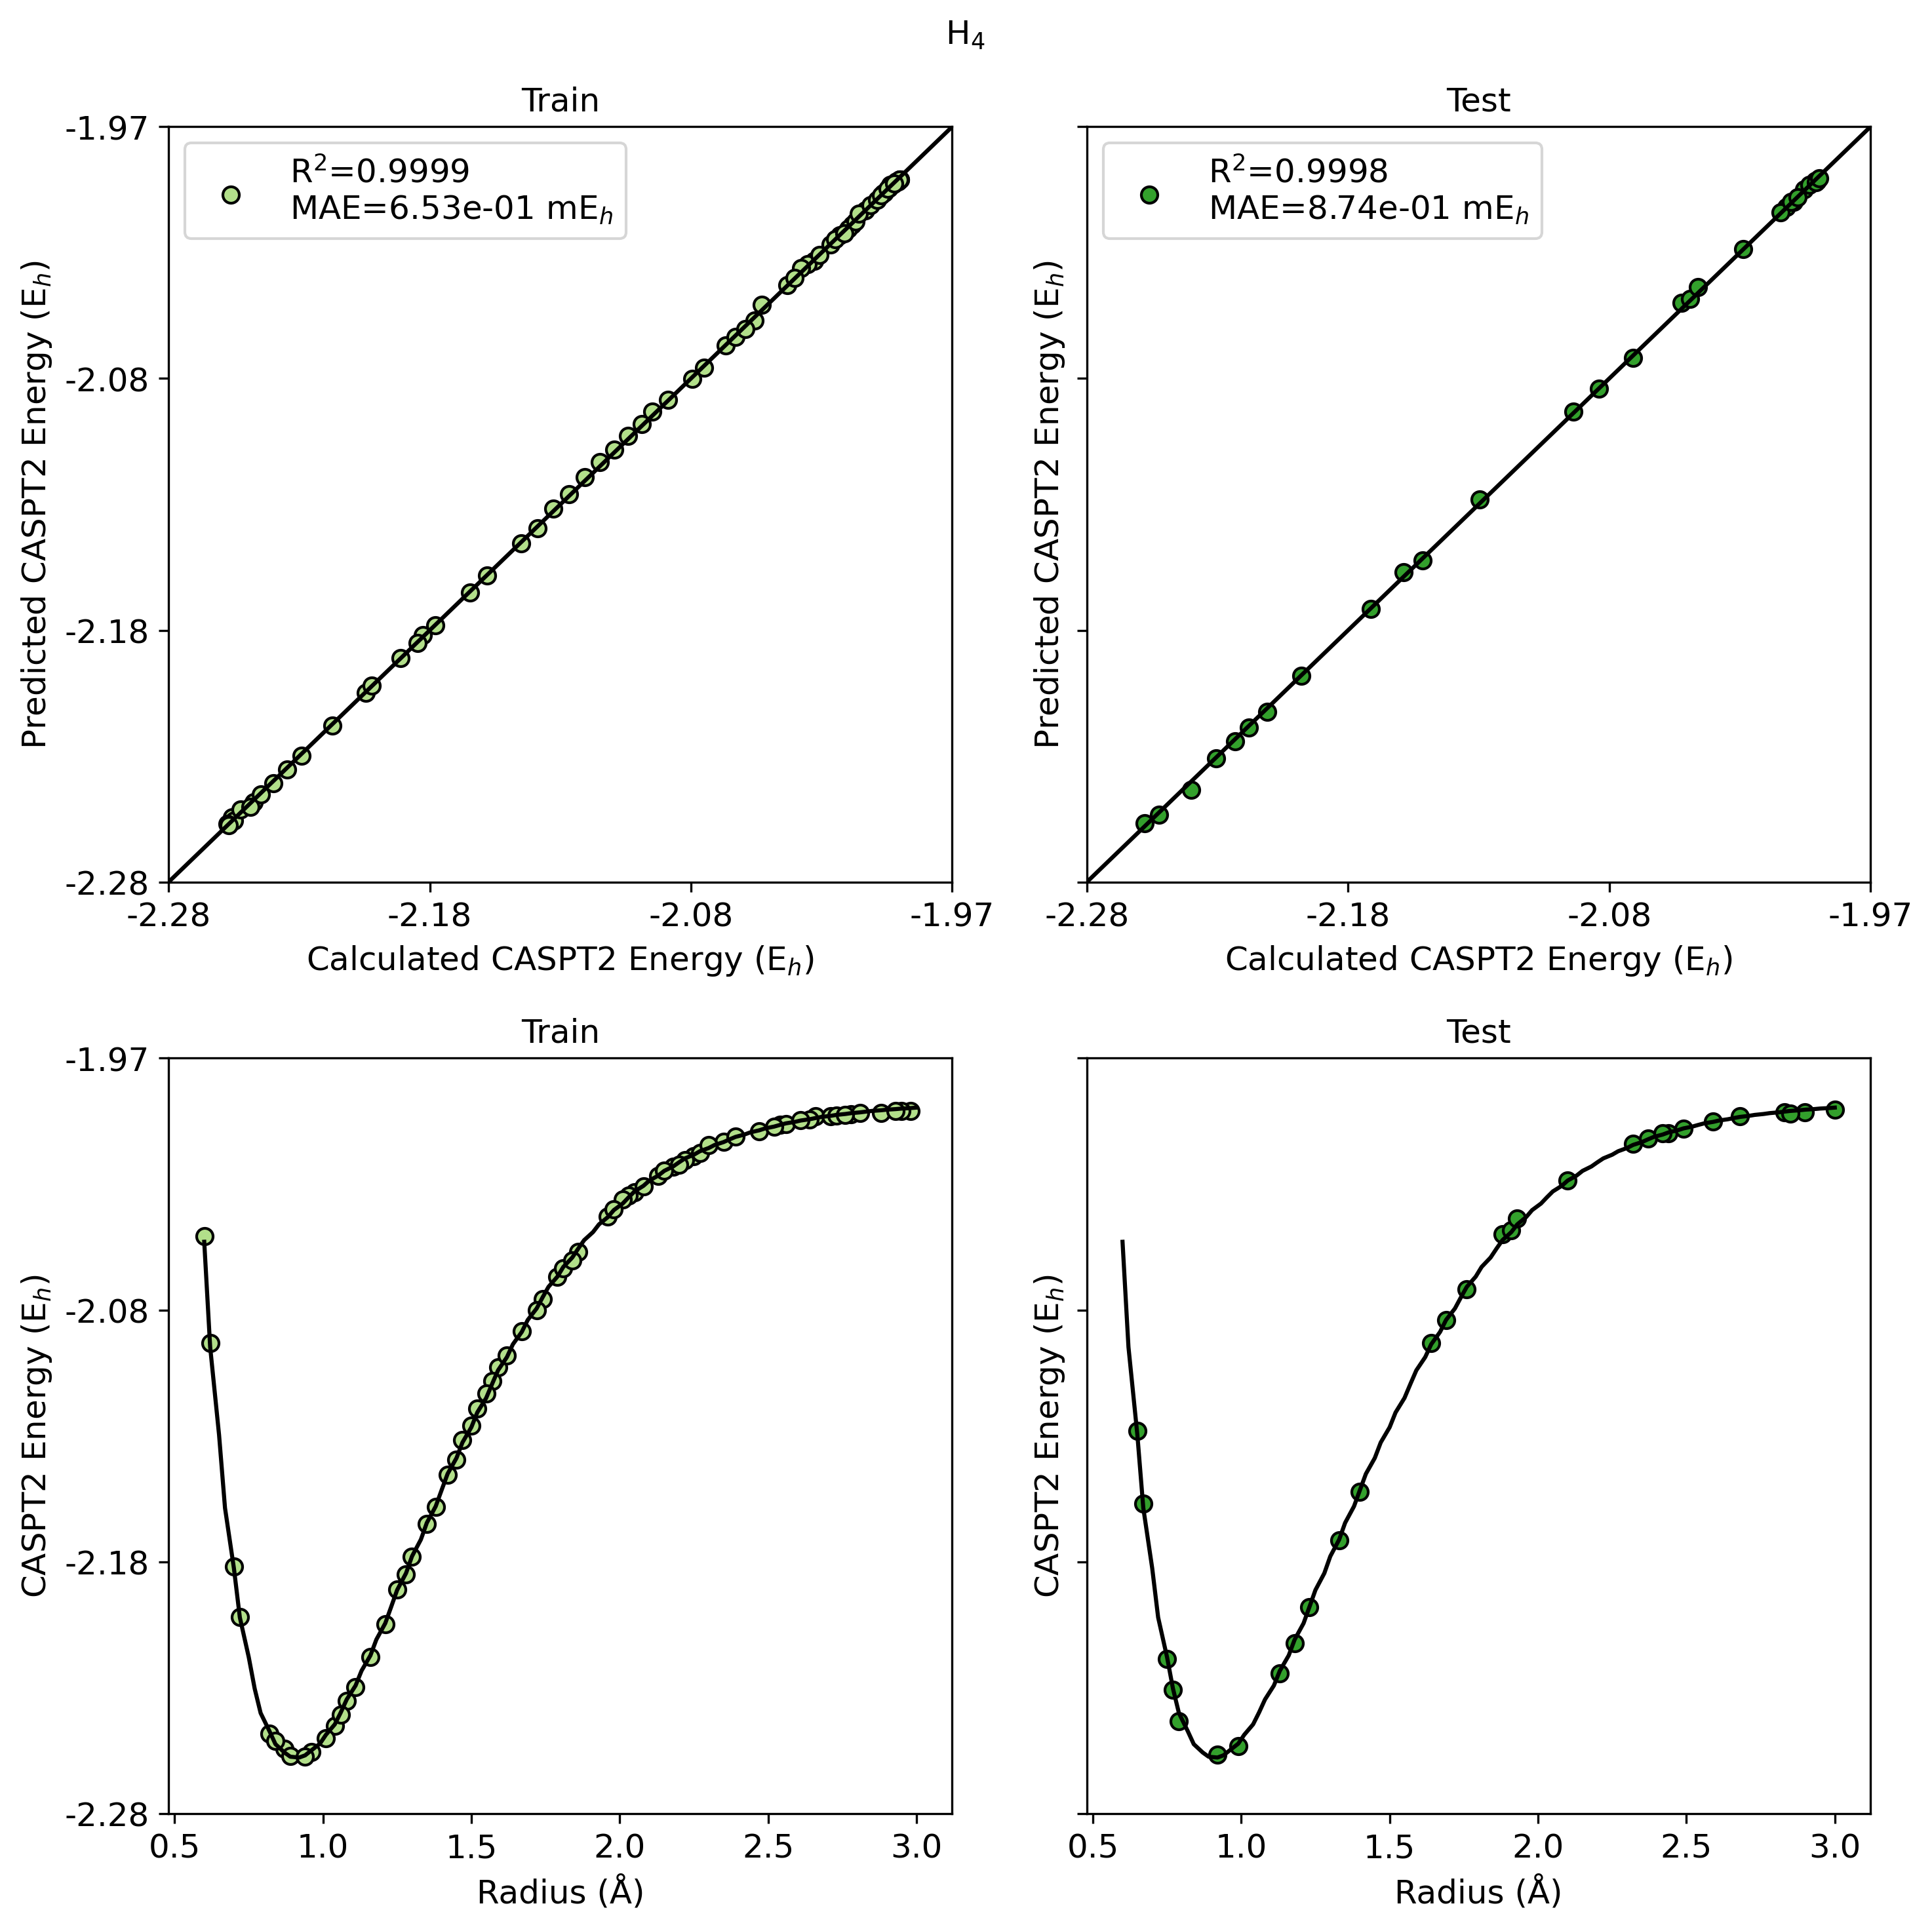 H₄
Train
Test
R²=0.9999
MAE=6.53e-01 mEₕ
R²=0.9998
MAE=8.74e-01 mEₕ
Predicted CASPT2 Energy (Eₕ)
-1.97
-2.08
-2.18
-2.28
-2.28 -2.18 -2.08 -1.97
Calculated CASPT2 Energy (Eₕ)
Predicted CASPT2 Energy (Eₕ)
-2.28 -2.18 -2.08 -1.97
Calculated CASPT2 Energy (Eₕ)
Train
Test
CASPT2 Energy (Eₕ)
-1.97
-2.08
-2.18
-2.28
0.5 1.0 1.5 2.0 2.5 3.0
Radius (Å)
CASPT2 Energy (Eₕ)
0.5 1.0 1.5 2.0 2.5 3.0
Radius (Å)